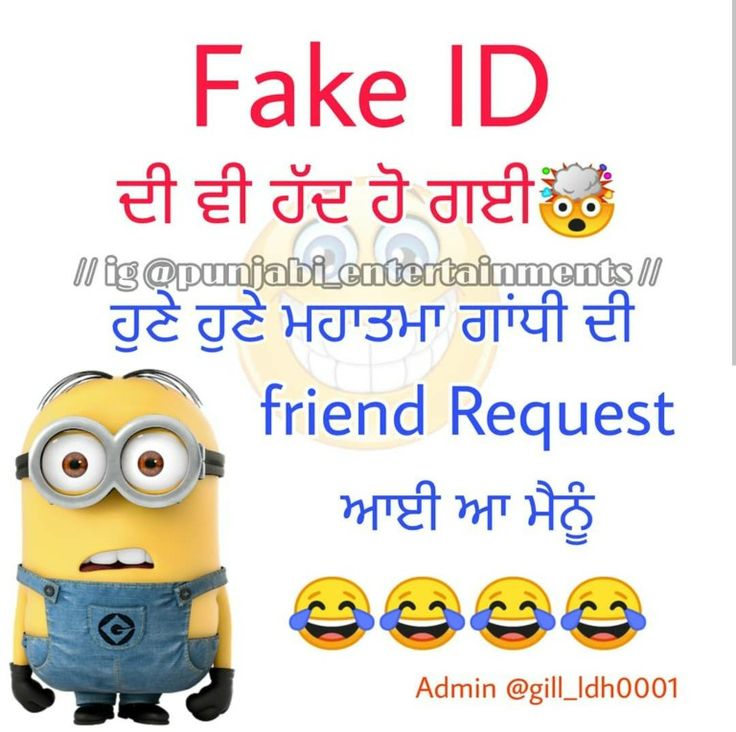 Fake ID
ਦੀ ਵੀ ਹੱਦ ਹੋ ਗਈ🤯
// ig@punjabi_entertainments //
ਹੁਣੇ ਹੁਣੇ ਮਹਾਤਮਾ ਗਾਂਧੀ ਦੀ
friend Request
ਆਈ ਆ ਮੈਨੂੰ
😂😂😂😂
Admin @gill_ldh0001